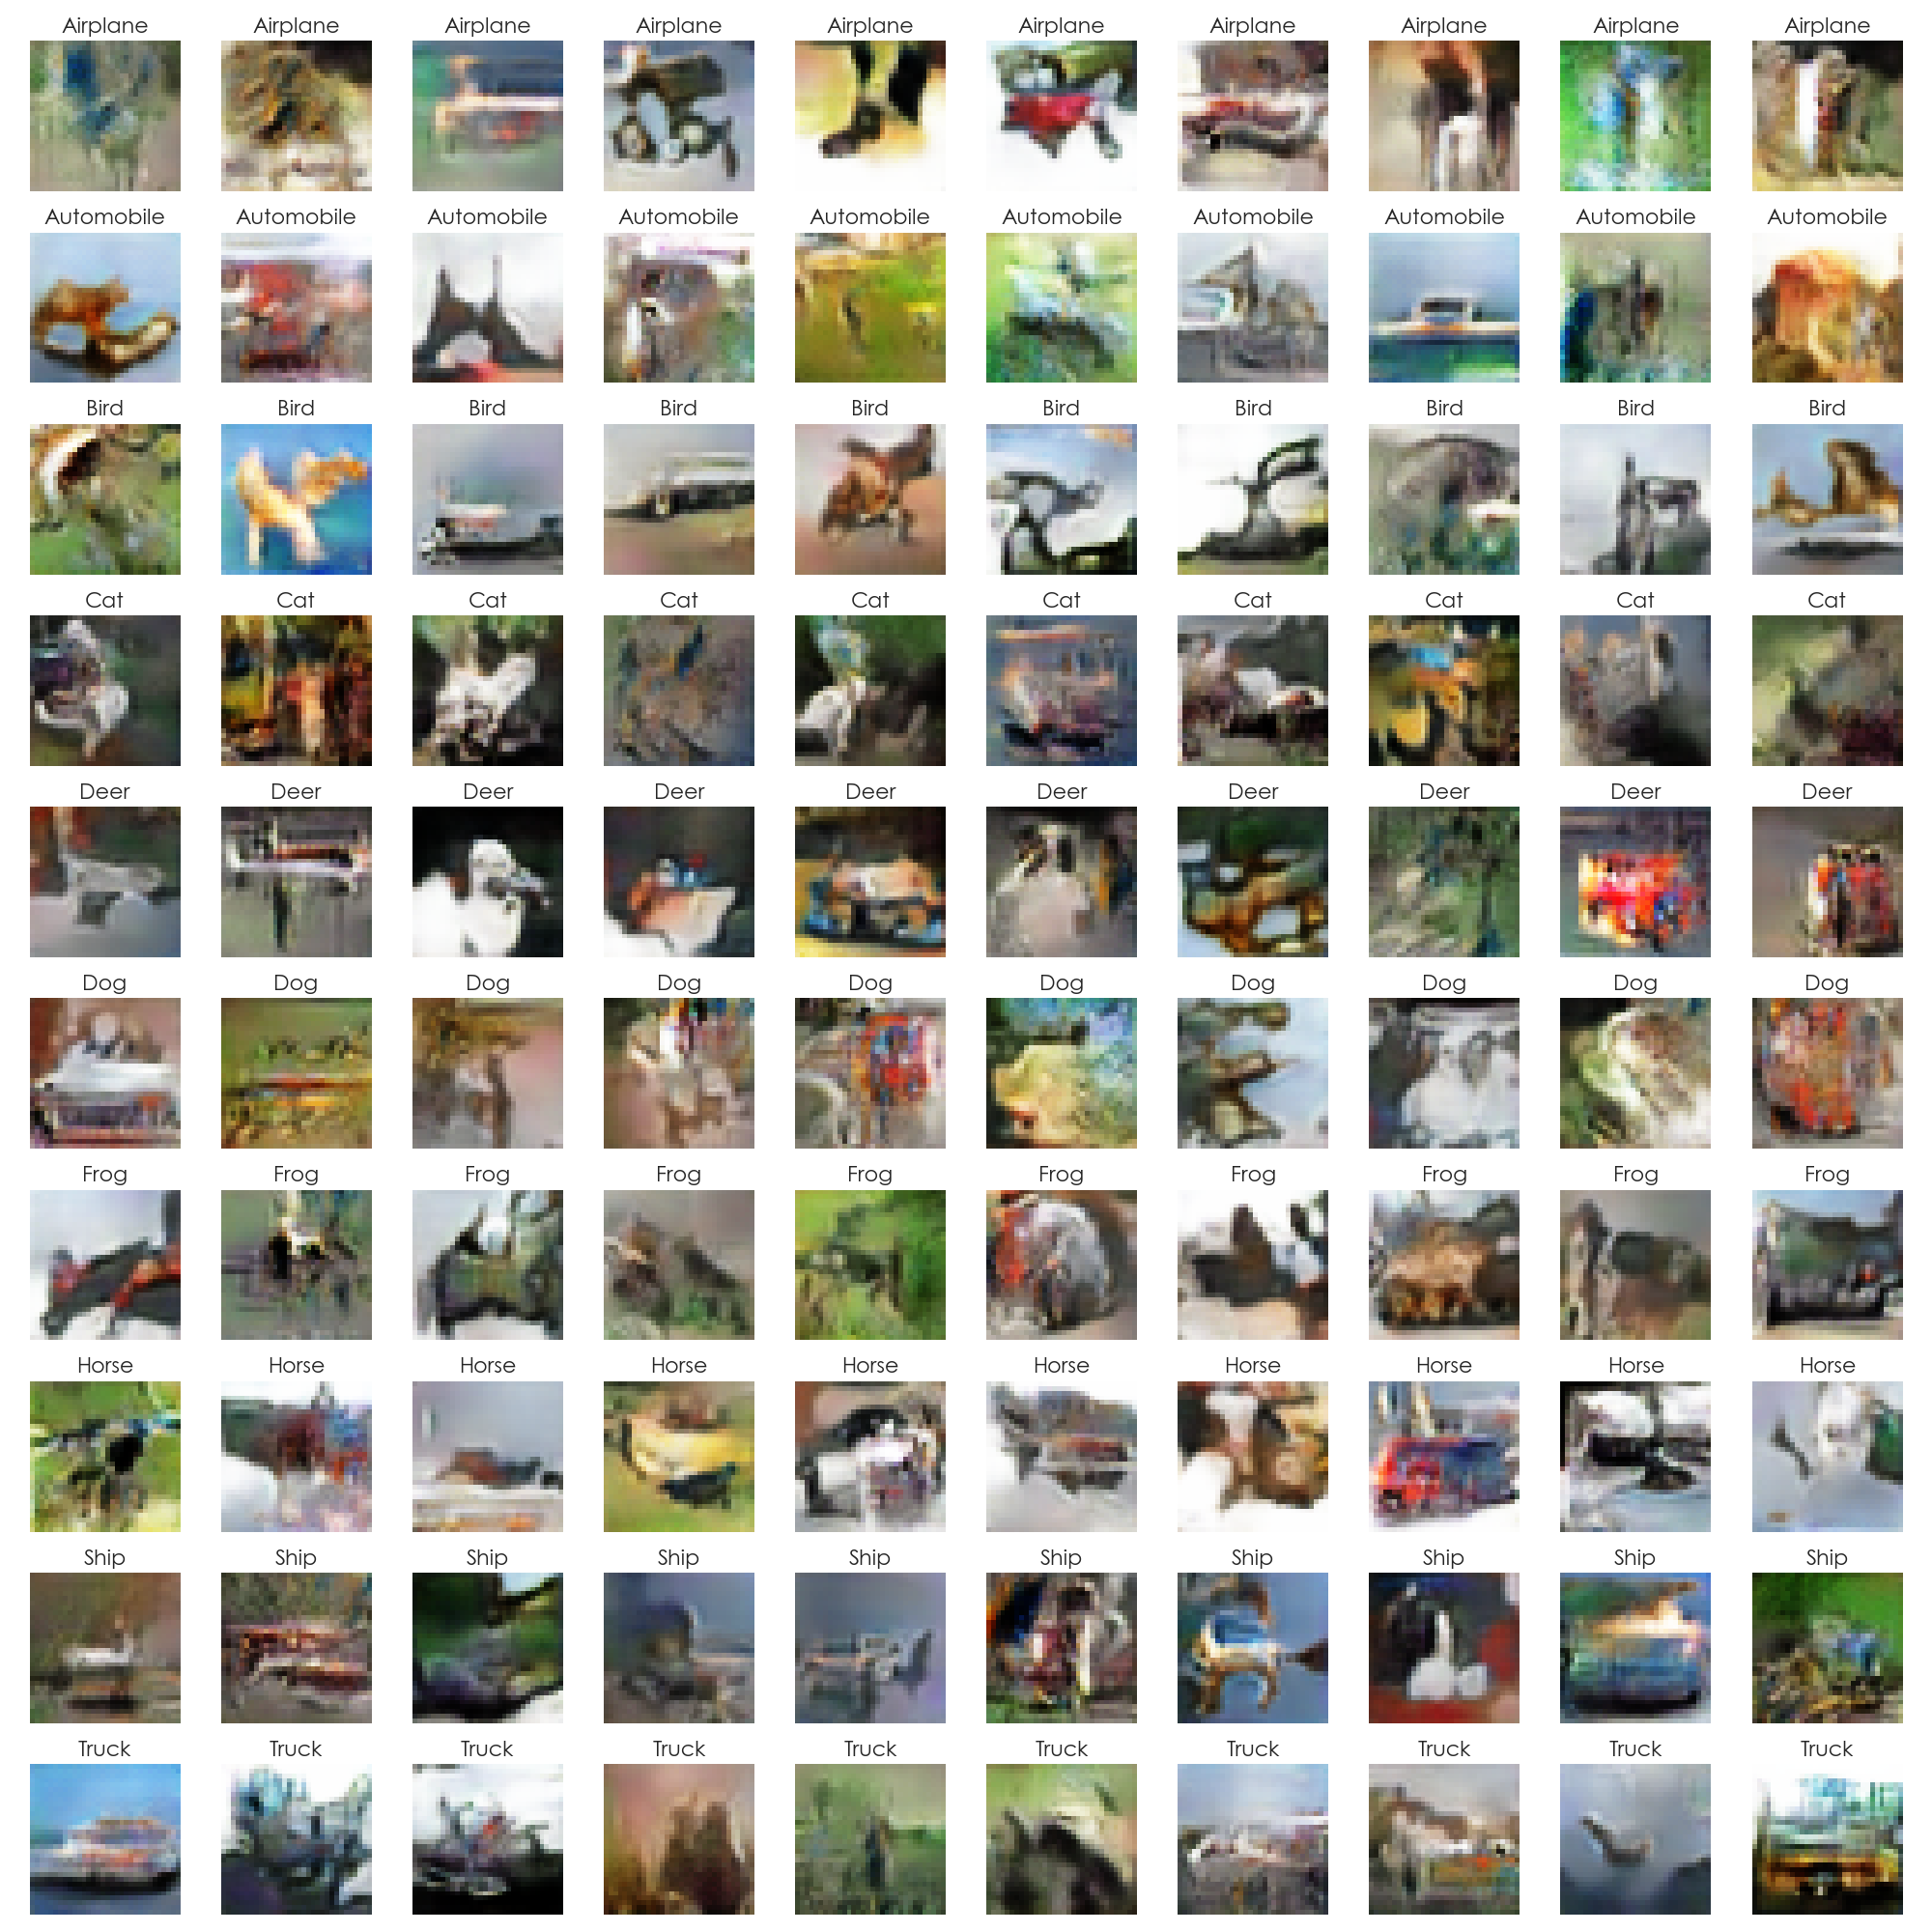 Airplane Airplane Airplane Airplane Airplane Airplane Airplane Airplane Airplane Airplane
Automobile Automobile Automobile Automobile Automobile Automobile Automobile Automobile Automobile Automobile
Bird Bird Bird Bird Bird Bird Bird Bird Bird Bird
Cat Cat Cat Cat Cat Cat Cat Cat Cat Cat
Deer Deer Deer Deer Deer Deer Deer Deer Deer Deer
Dog Dog Dog Dog Dog Dog Dog Dog Dog Dog
Frog Frog Frog Frog Frog Frog Frog Frog Frog Frog
Horse Horse Horse Horse Horse Horse Horse Horse Horse Horse
Ship Ship Ship Ship Ship Ship Ship Ship Ship Ship
Truck Truck Truck Truck Truck Truck Truck Truck Truck Truck